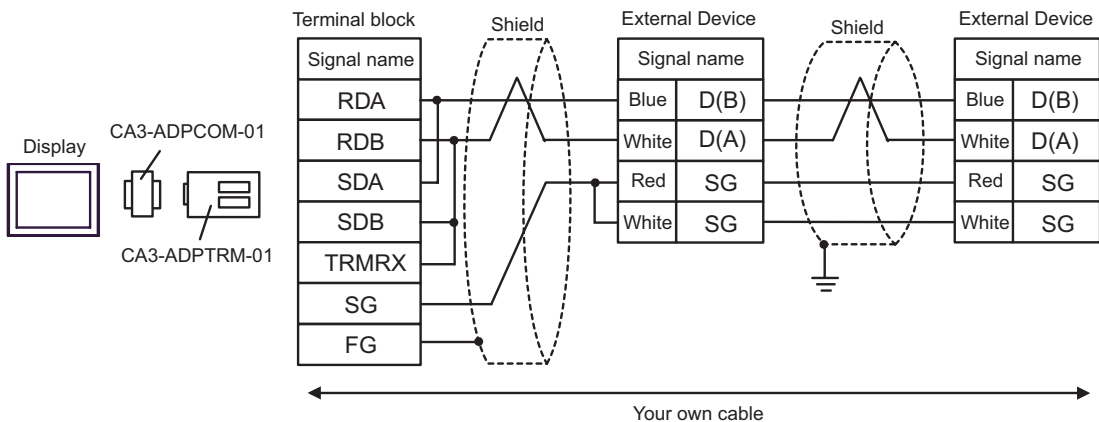 Display
CA3-ADPCOM-01
CA3-ADPTRM-01
Terminal block
Signal name
RDA
RDB
SDA
SDB
TRMRX
SG
FG
Shield
External Device
Signal name
Blue D(B)
White D(A)
Red SG
White SG
Shield
External Device
Signal name
Blue D(B)
White D(A)
Red SG
White SG
Your own cable